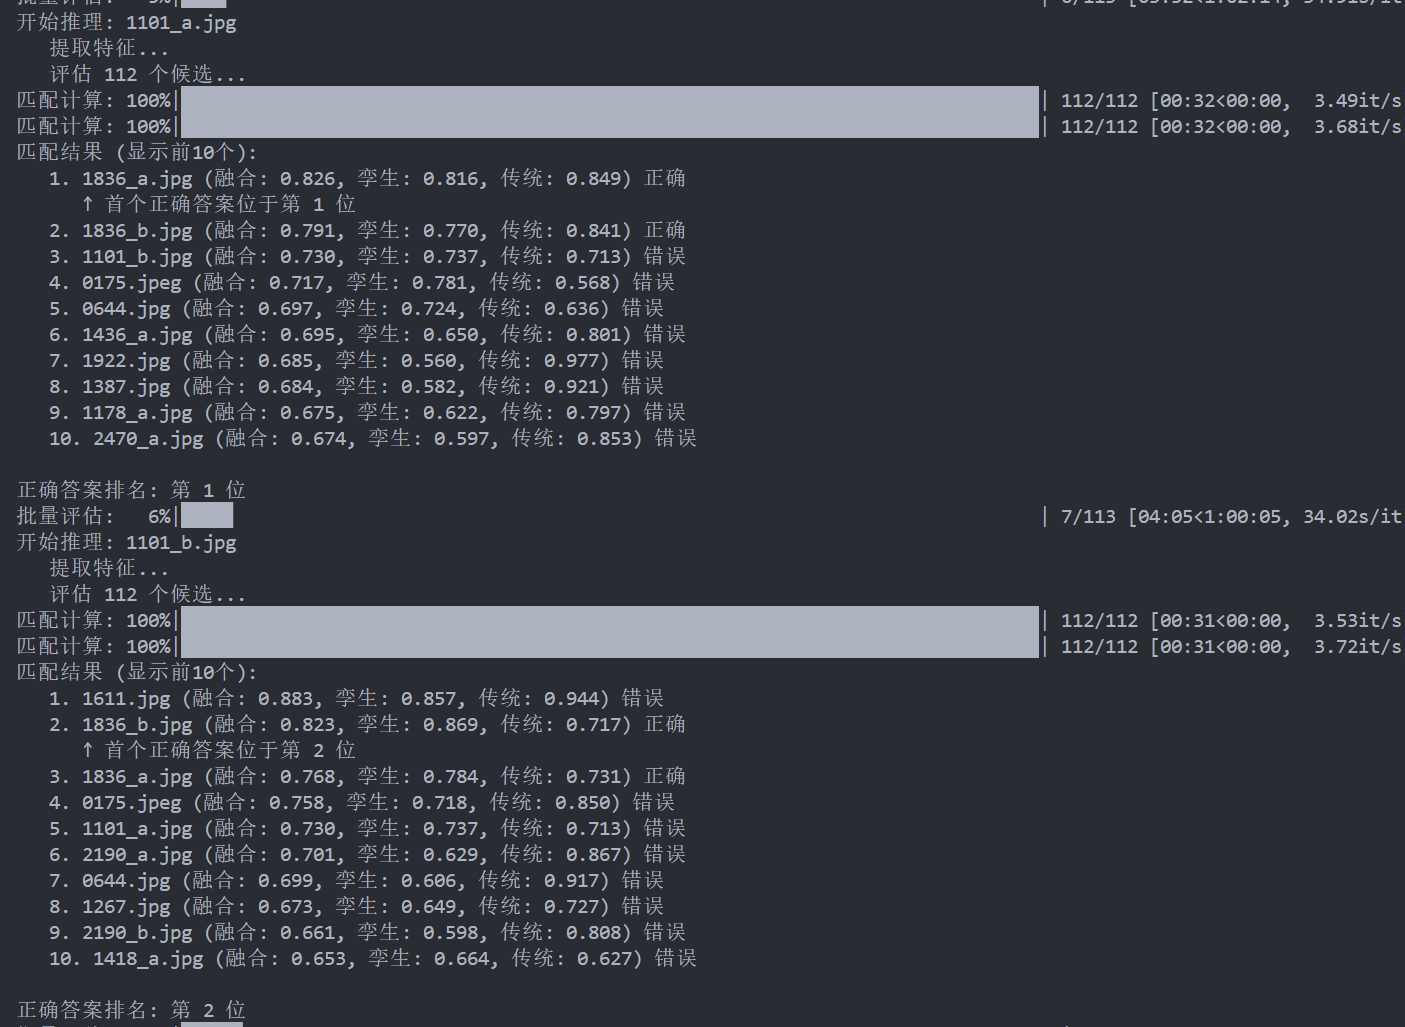 开始推理: 1101_a.jpg
提取特征...
评估 112 个候选...
匹配计算: 100%| | 112/112 [00:32<00:00, 3.49it/s
匹配计算: 100%| | 112/112 [00:32<00:00, 3.68it/s
匹配结果 (显示前10个):
1. 1836_a.jpg (融合: 0.826, 孪生: 0.816, 传统: 0.849) 正确
↑ 首个正确答案位于第 1 位
2. 1836_b.jpg (融合: 0.791, 孪生: 0.770, 传统: 0.841) 正确
3. 1101_b.jpg (融合: 0.730, 孪生: 0.737, 传统: 0.713) 错误
4. 0175.jpeg (融合: 0.717, 孪生: 0.781, 传统: 0.568) 错误
5. 0644.jpg (融合: 0.697, 孪生: 0.724, 传统: 0.636) 错误
6. 1436_a.jpg (融合: 0.695, 孪生: 0.650, 传统: 0.801) 错误
7. 1922.jpg (融合: 0.685, 孪生: 0.560, 传统: 0.977) 错误
8. 1387.jpg (融合: 0.684, 孪生: 0.582, 传统: 0.921) 错误
9. 1178_a.jpg (融合: 0.675, 孪生: 0.622, 传统: 0.797) 错误
10. 2470_a.jpg (融合: 0.674, 孪生: 0.597, 传统: 0.853) 错误
正确答案排名: 第 1 位
批量评估: 6%| | 7/113 [04:05<1:00:05, 34.02s/it
开始推理: 1101_b.jpg
提取特征...
评估 112 个候选...
匹配计算: 100%| | 112/112 [00:31<00:00, 3.53it/s
匹配计算: 100%| | 112/112 [00:31<00:00, 3.72it/s
匹配结果 (显示前10个):
1. 1611.jpg (融合: 0.883, 孪生: 0.857, 传统: 0.944) 错误
2. 1836_b.jpg (融合: 0.823, 孪生: 0.869, 传统: 0.717) 正确
↑ 首个正确答案位于第 2 位
3. 1836_a.jpg (融合: 0.768, 孪生: 0.784, 传统: 0.731) 正确
4. 0175.jpeg (融合: 0.758, 孪生: 0.718, 传统: 0.850) 错误
5. 1101_a.jpg (融合: 0.730, 孪生: 0.737, 传统: 0.713) 错误
6. 2190_a.jpg (融合: 0.701, 孪生: 0.629, 传统: 0.867) 错误
7. 0644.jpg (融合: 0.699, 孪生: 0.606, 传统: 0.917) 错误
8. 1267.jpg (融合: 0.673, 孪生: 0.649, 传统: 0.727) 错误
9. 2190_b.jpg (融合: 0.661, 孪生: 0.598, 传统: 0.808) 错误
10. 1418_a.jpg (融合: 0.653, 孪生: 0.664, 传统: 0.627) 错误
正确答案排名: 第 2 位